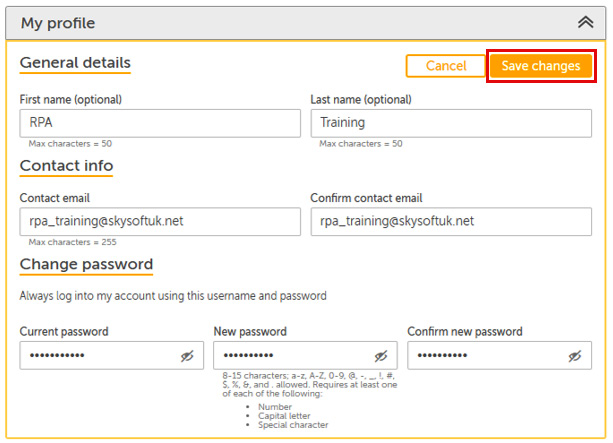 My profile
General details
Cancel
Save changes
First name (optional)
Last name (optional)
RPA
Training
Max characters = 50
Max characters = 50
Contact info
Contact email
Confirm contact email
rpa_training@skysoftuk.net
rpa_training@skysoftuk.net
Max characters = 255
Change password
Always log into my account using this username and password
Current password
New password
Confirm new password
•••••••••••
••••••••••
••••••••••
8-15 characters; a-z, A-Z, 0-9, @, -, _, !, #,
$, %, &, and . allowed. Requires at least one
of each of the following:
• Number
• Capital letter
• Special character